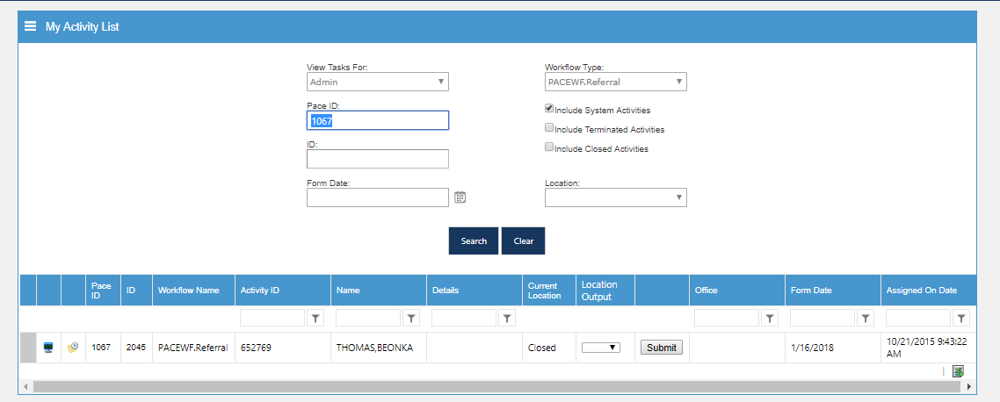 My Activity List
View Tasks For:
Workflow Type:
Admin
PACEWF.Referral
Pace ID:
1067
Include System Activities
Include Terminated Activities
ID:
Include Closed Activities
Form Date:
Location:
Search
Clear
Pace ID
ID
Workflow Name
Activity ID
Name
Details
Current Location
Location Output
Office
Form Date
Assigned On Date
1067
2045
PACEWF.Referral
652769
THOMAS,BEONKA
Closed
Submit
1/16/2018
10/21/2015 9:43:22
AM